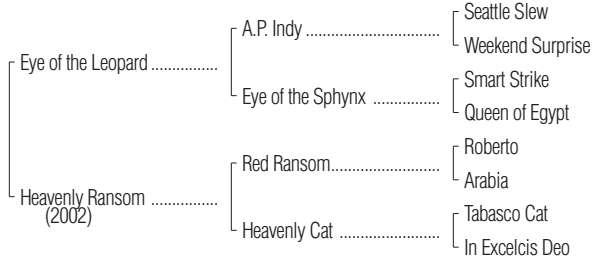 Seattle Slew
A.P. Indy ................................
Weekend Surprise
Eye of the Leopard ................
Smart Strike
Eye of the Sphynx ................
Queen of Egypt
Roberto
Red Ransom..........................
Arabia
Heavenly Ransom ................
(2002)
Tabasco Cat
Heavenly Cat ........................
In Excelcis Deo